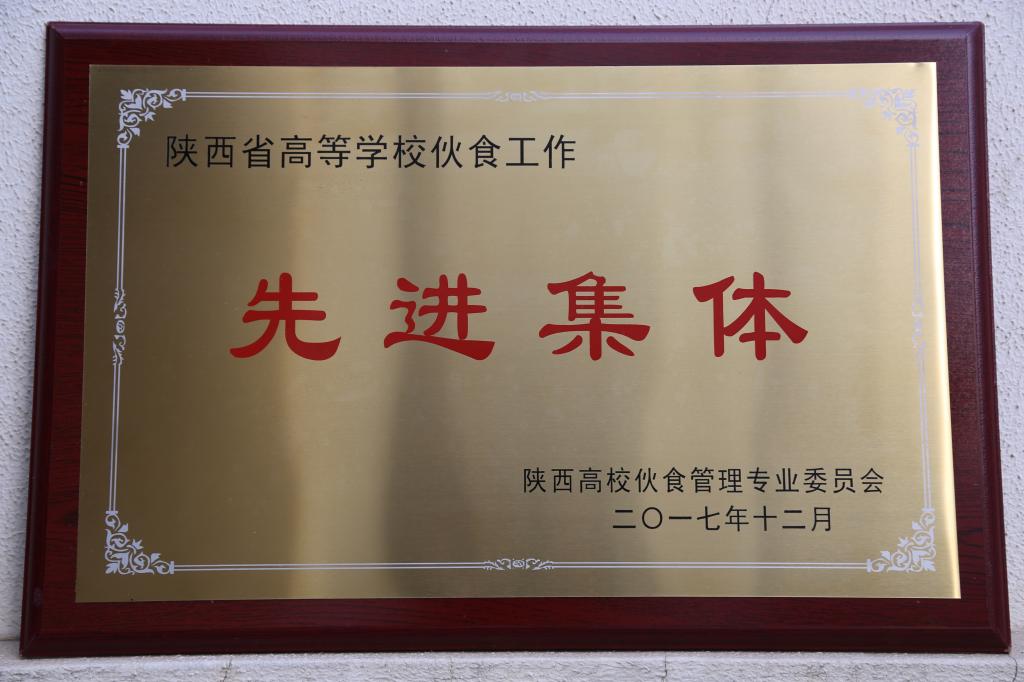 陕西省高等学校伙食工作
先进集体
陕西高校伙食管理专业委员会
二〇一七年十二月